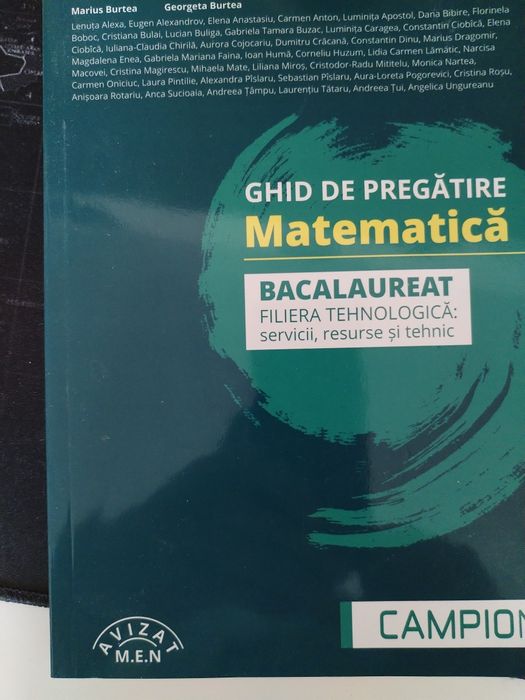 Marius Burtea Georgeta Burtea
Lenuța Alexa, Eugen Alexandrov, Elena Anastasiu, Carmen Anton, Luminița Apostol, Dana Bibire, Florinela
Boboc, Cristiana Bulai, Lucian Buliga, Gabriela Tamara Buzac, Luminița Caragea, Constantin Ciobîcă, Elena
Ciobîcă, Iuliana-Claudia Chirilă, Aurora Cojocariu, Dumitru Crăcană, Constantin Dinu, Marius Dragomir,
Magdalena Enea, Gabriela Mariana Faina, Ioan Humă, Corneliu Huzum, Lidia Carmen Lămătic, Narcisa
Macovei, Cristina Magirescu, Mihaela Mate, Liliana Miroș, Cristodor-Radu Mititelu, Monica Nartea,
Carmen Oniciuc, Laura Pintilie, Alexandra Pîslaru, Sebastian Pîslaru, Aura-Loreta Pogorevici, Cristina Roșu,
Anișoara Rotariu, Anca Sucioaia, Andreea Țâmpu, Laurențiu Tătaru, Andreea Țui, Angelica Ungureanu
GHID DE PREGĂTIRE
Matematică
BACALAUREAT
FILIERA TEHNOLOGICĂ:
servicii, resurse și tehnic
CAMPION
AVIZAT
M.E.N